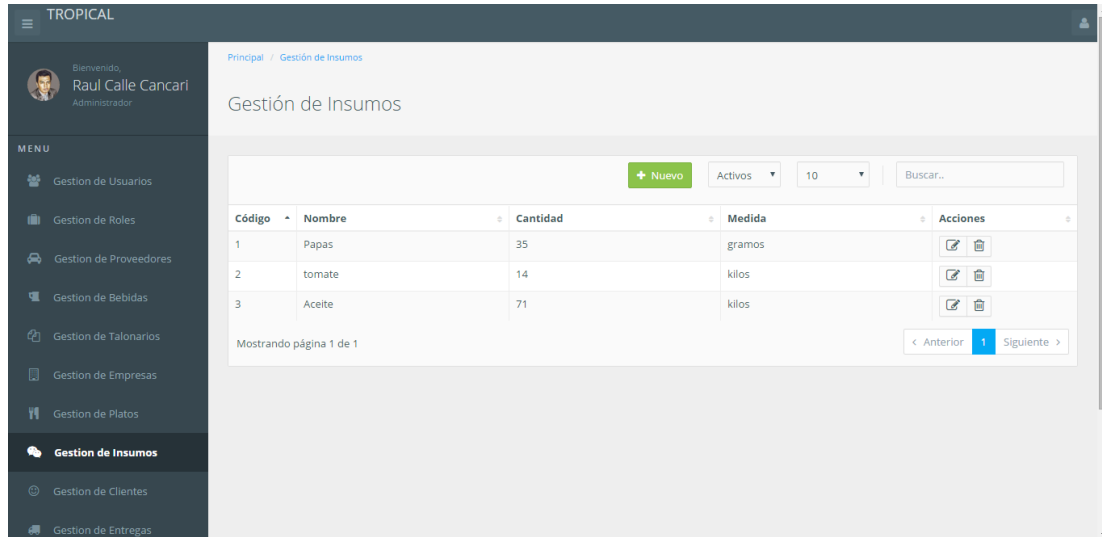 TROPICAL
Bienvenido,
Raul Calle Cancari
Administrador
MENU
Gestion de Usuarios
Gestion de Roles
Gestion de Proveedores
Gestion de Bebidas
Gestion de Talonarios
Gestion de Empresas
Gestion de Platos
Gestion de Insumos
Gestion de Clientes
Gestion de Entregas
Principal / Gestión de Insumos
Gestión de Insumos
+ Nuevo Activos 10 Buscar..
Código Nombre Cantidad Medida Acciones
1 Papas 35 gramos
2 tomate 14 kilos
3 Aceite 71 kilos
Mostrando página 1 de 1
< Anterior 1 Siguiente >